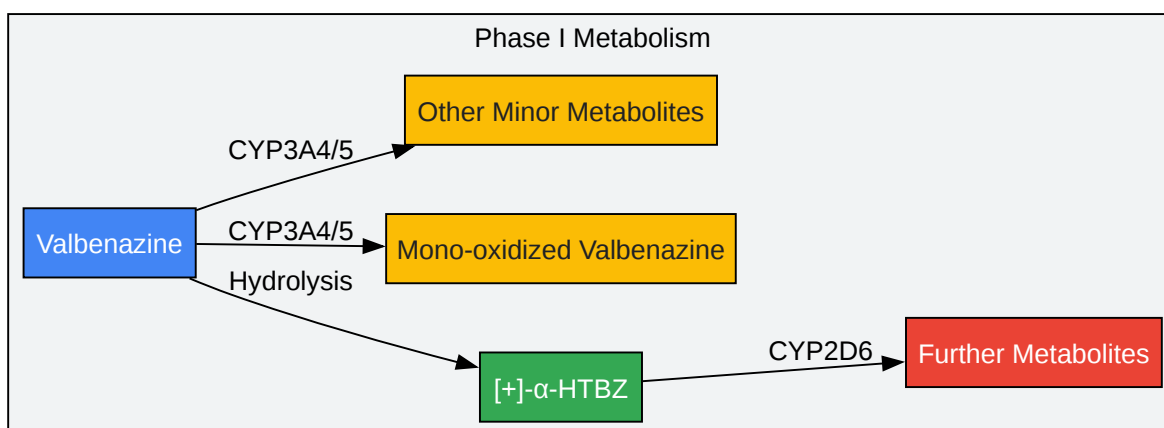 Phase I Metabolism
Other Minor Metabolites
CYP3A4/5
Valbenazine
CYP3A4/5
Mono-oxidized Valbenazine
Hydrolysis
CYP2D6
Further Metabolites
[+]-α-HTBZ